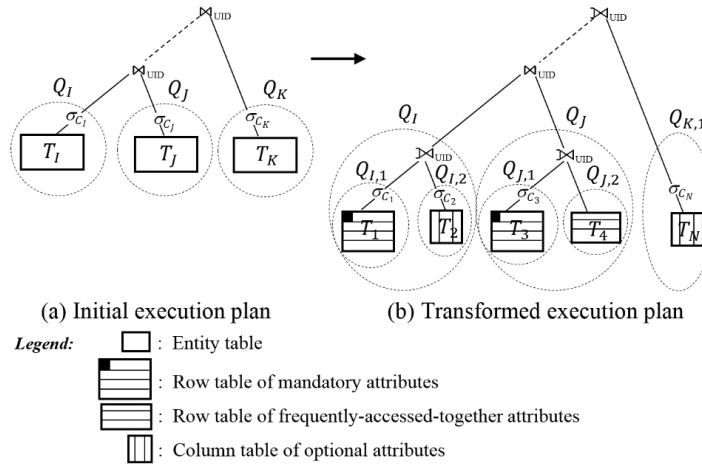 ⋈UID
⋈UID
Q_I
Q_J
Q_K
σ_{C_I}
σ_{C_J}
σ_{C_K}
T_I
T_J
T_K
⟕UID
⋈UID
Q_I
Q_J
Q_{K,1}
⟕UID
⟕UID
Q_{I,1}
Q_{I,2}
Q_{J,1}
Q_{J,2}
σ_{C_1}
σ_{C_2}
σ_{C_3}
σ_{C_N}
T_1
T_2
T_3
T_4
T_N
(a) Initial execution plan
(b) Transformed execution plan
Legend:
: Entity table
: Row table of mandatory attributes
: Row table of frequently-accessed-together attributes
: Column table of optional attributes